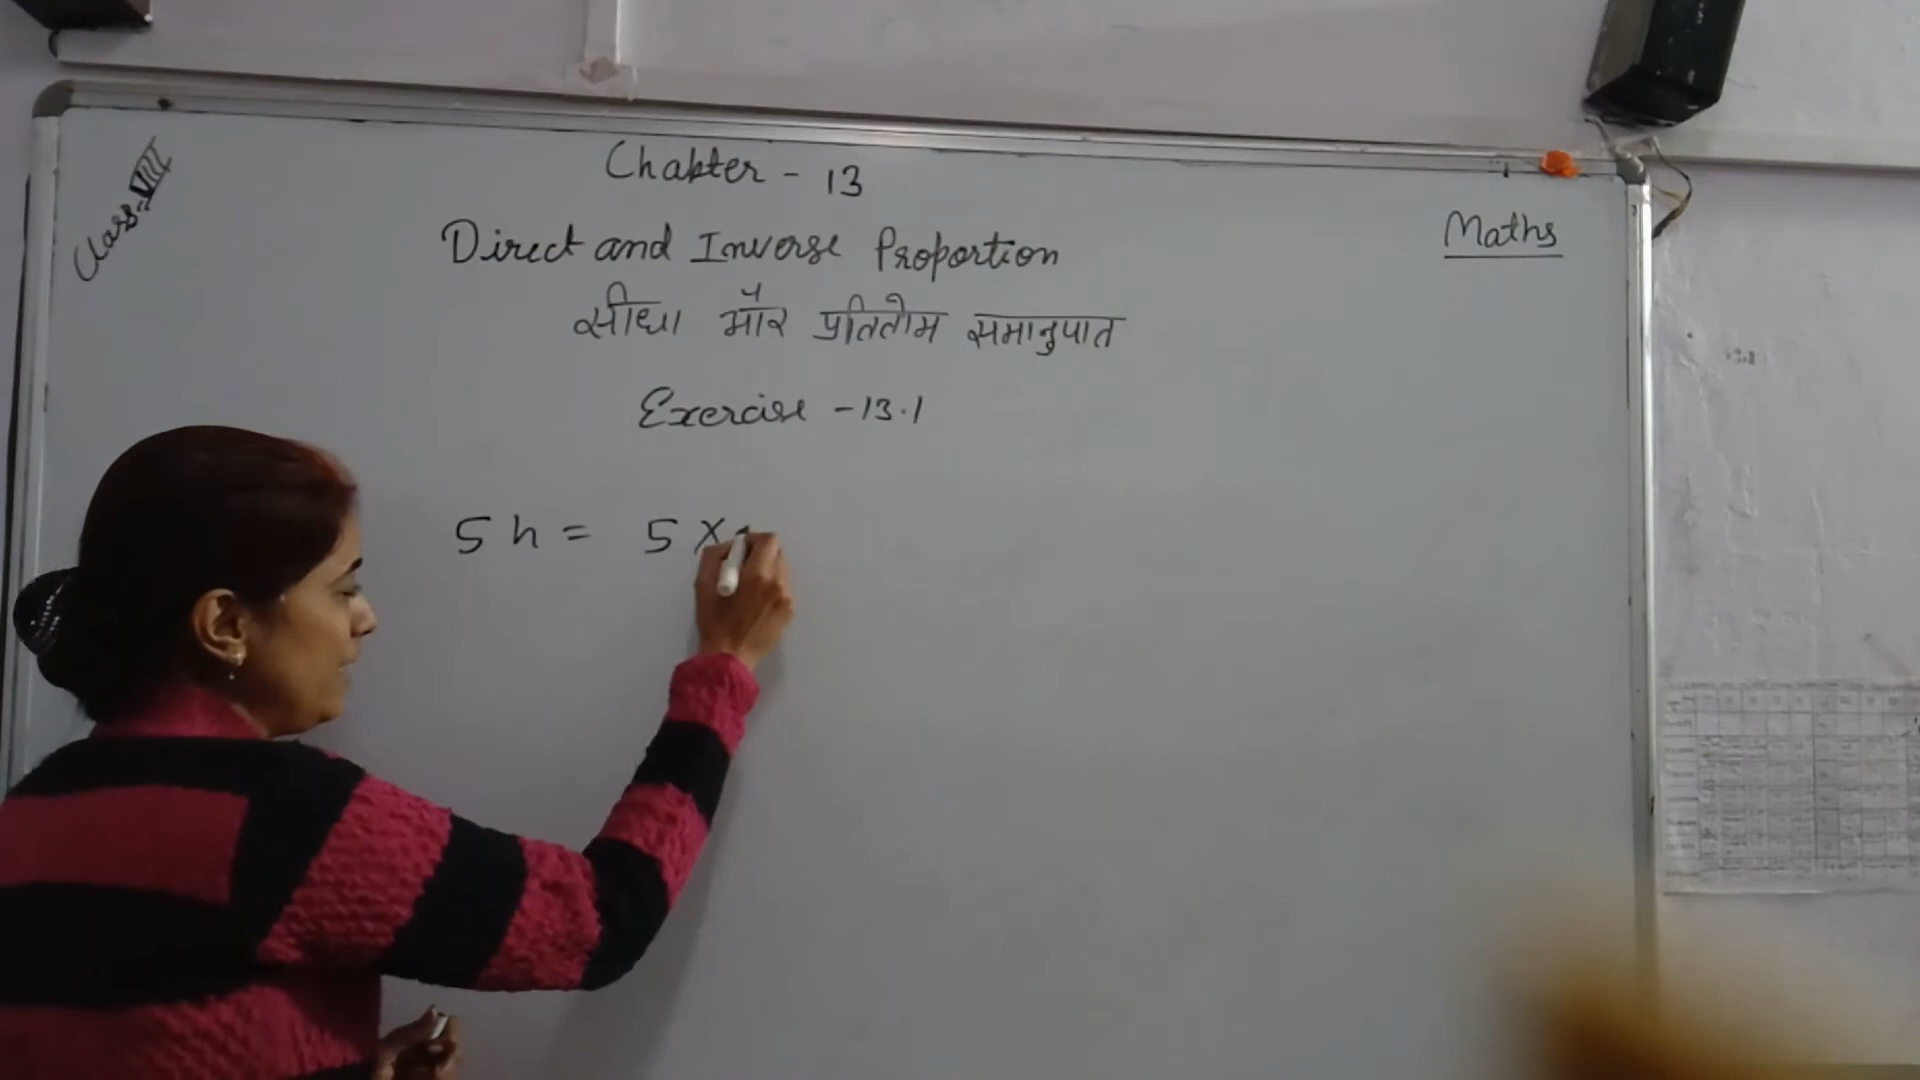 Class-VIII
Chapter - 13
Maths
Direct and Inverse Proportion
सीधा और प्रतिलोम समानुपात
Exercise - 13.1
5 h = 5 x